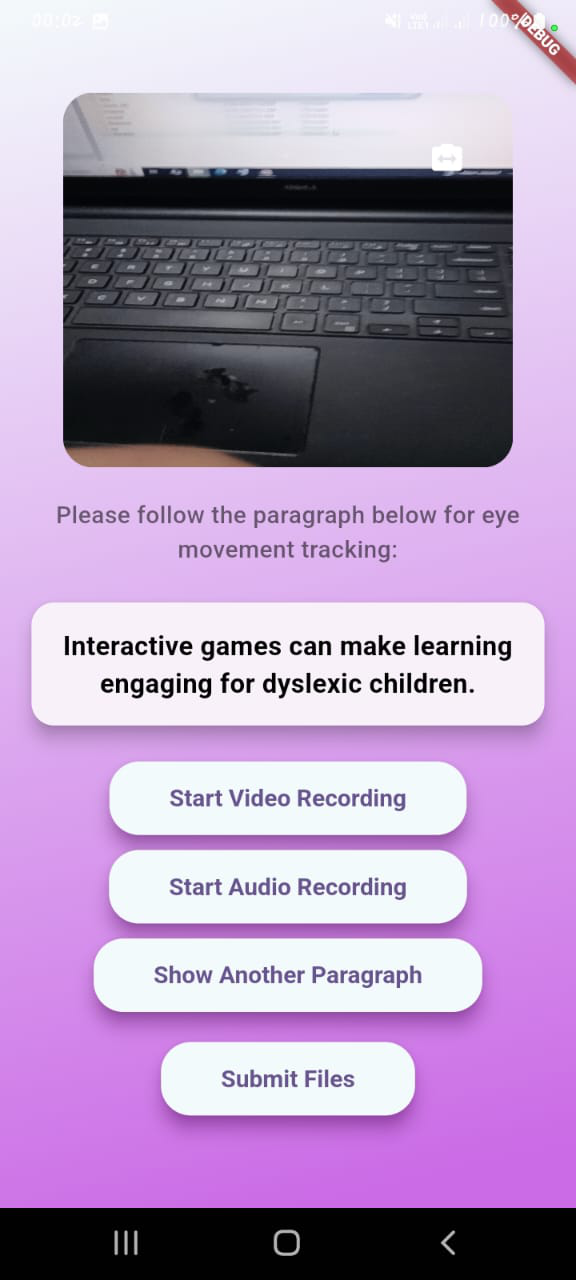 00:02
100%
DEBUG
Please follow the paragraph below for eye
movement tracking:
Interactive games can make learning
engaging for dyslexic children.
Start Video Recording
Start Audio Recording
Show Another Paragraph
Submit Files